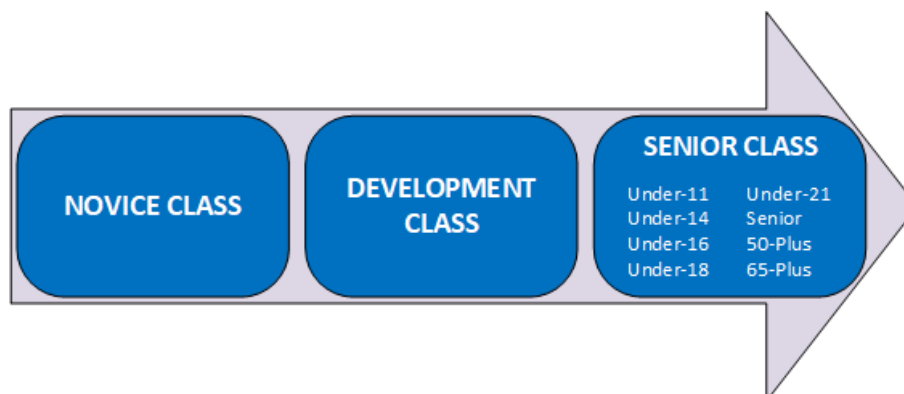 NOVICE CLASS
DEVELOPMENT
CLASS
SENIOR CLASS
Under-11 Under-21
Under-14 Senior
Under-16 50-Plus
Under-18 65-Plus